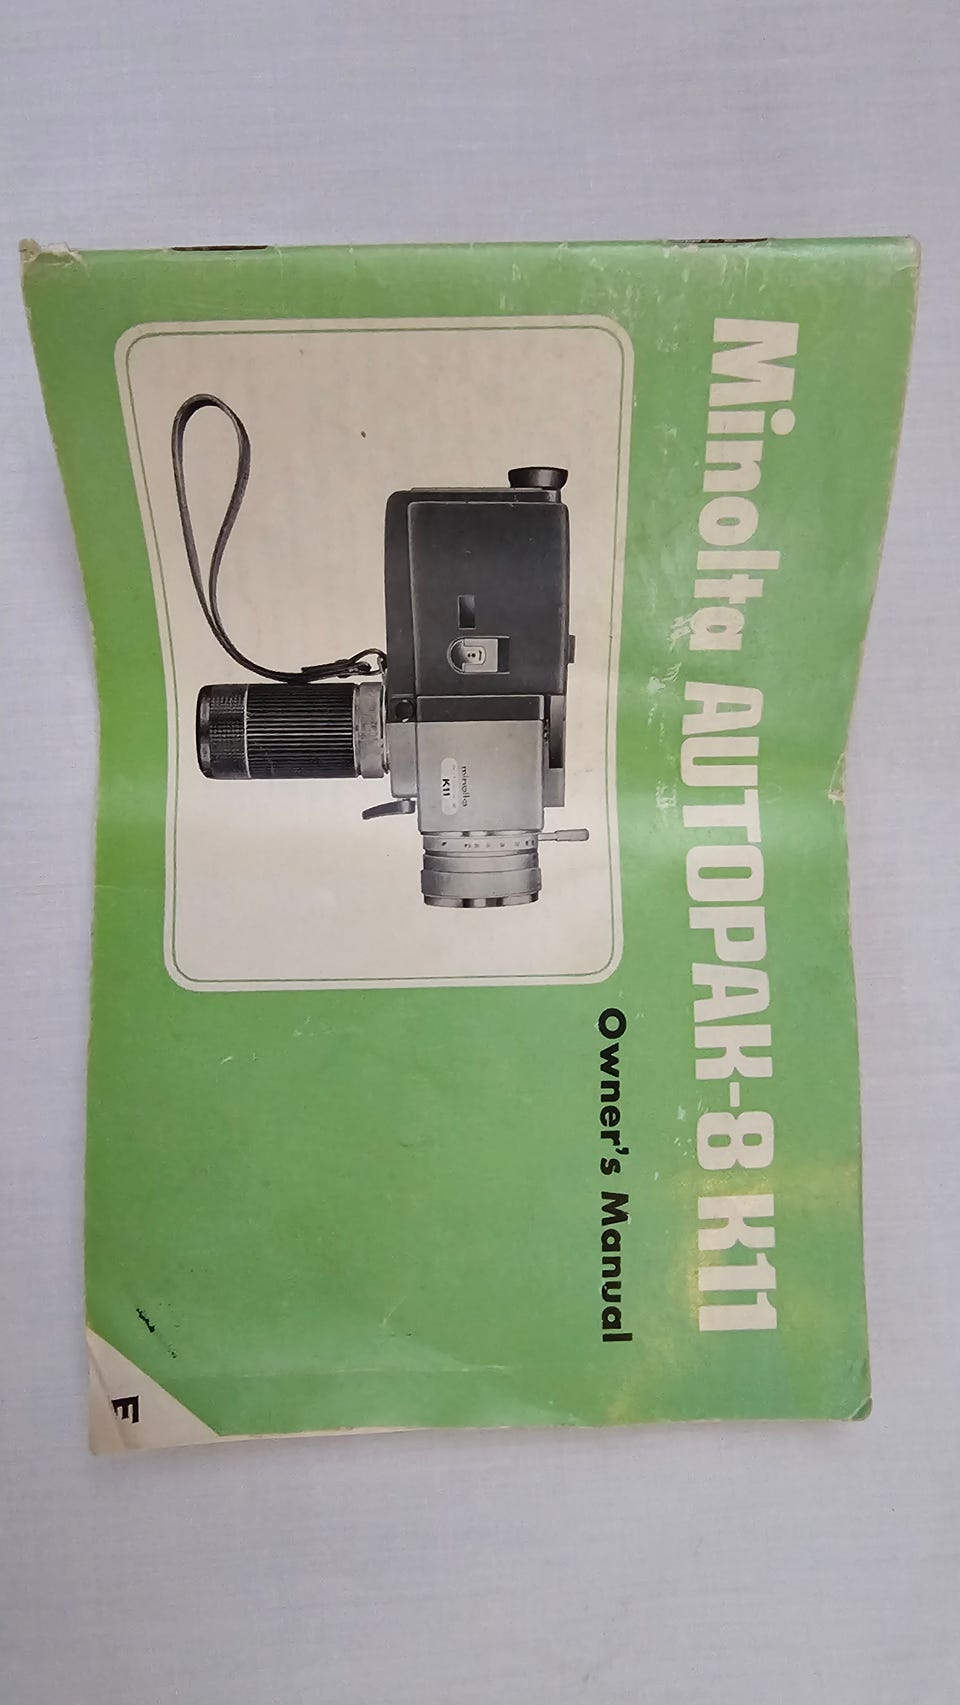 Minolta AUTOPAK-8 K11
Owner's Manual
minolta
K11
E